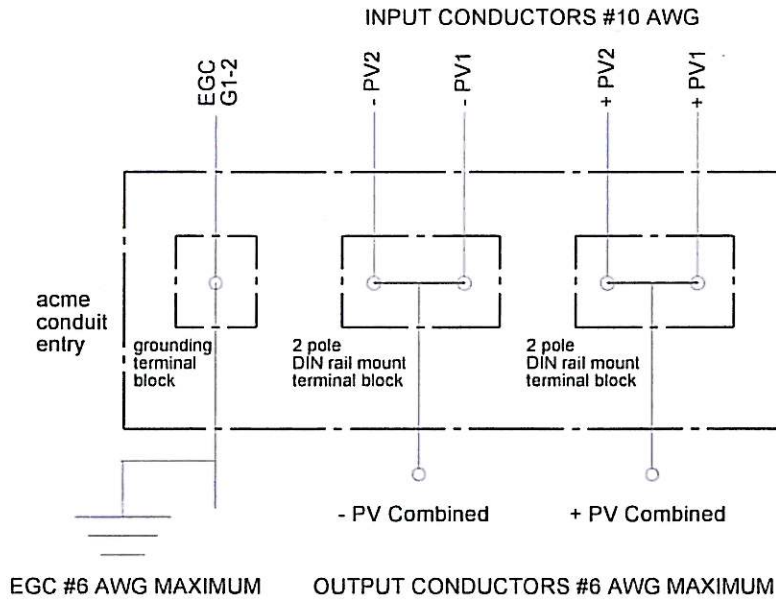 INPUT CONDUCTORS #10 AWG
EGC
G1-2
- PV2
- PV1
+ PV2
+ PV1
acme
conduit
entry
grounding
terminal
block
2 pole
DIN rail mount
terminal block
2 pole
DIN rail mount
terminal block
- PV Combined
+ PV Combined
EGC #6 AWG MAXIMUM
OUTPUT CONDUCTORS #6 AWG MAXIMUM